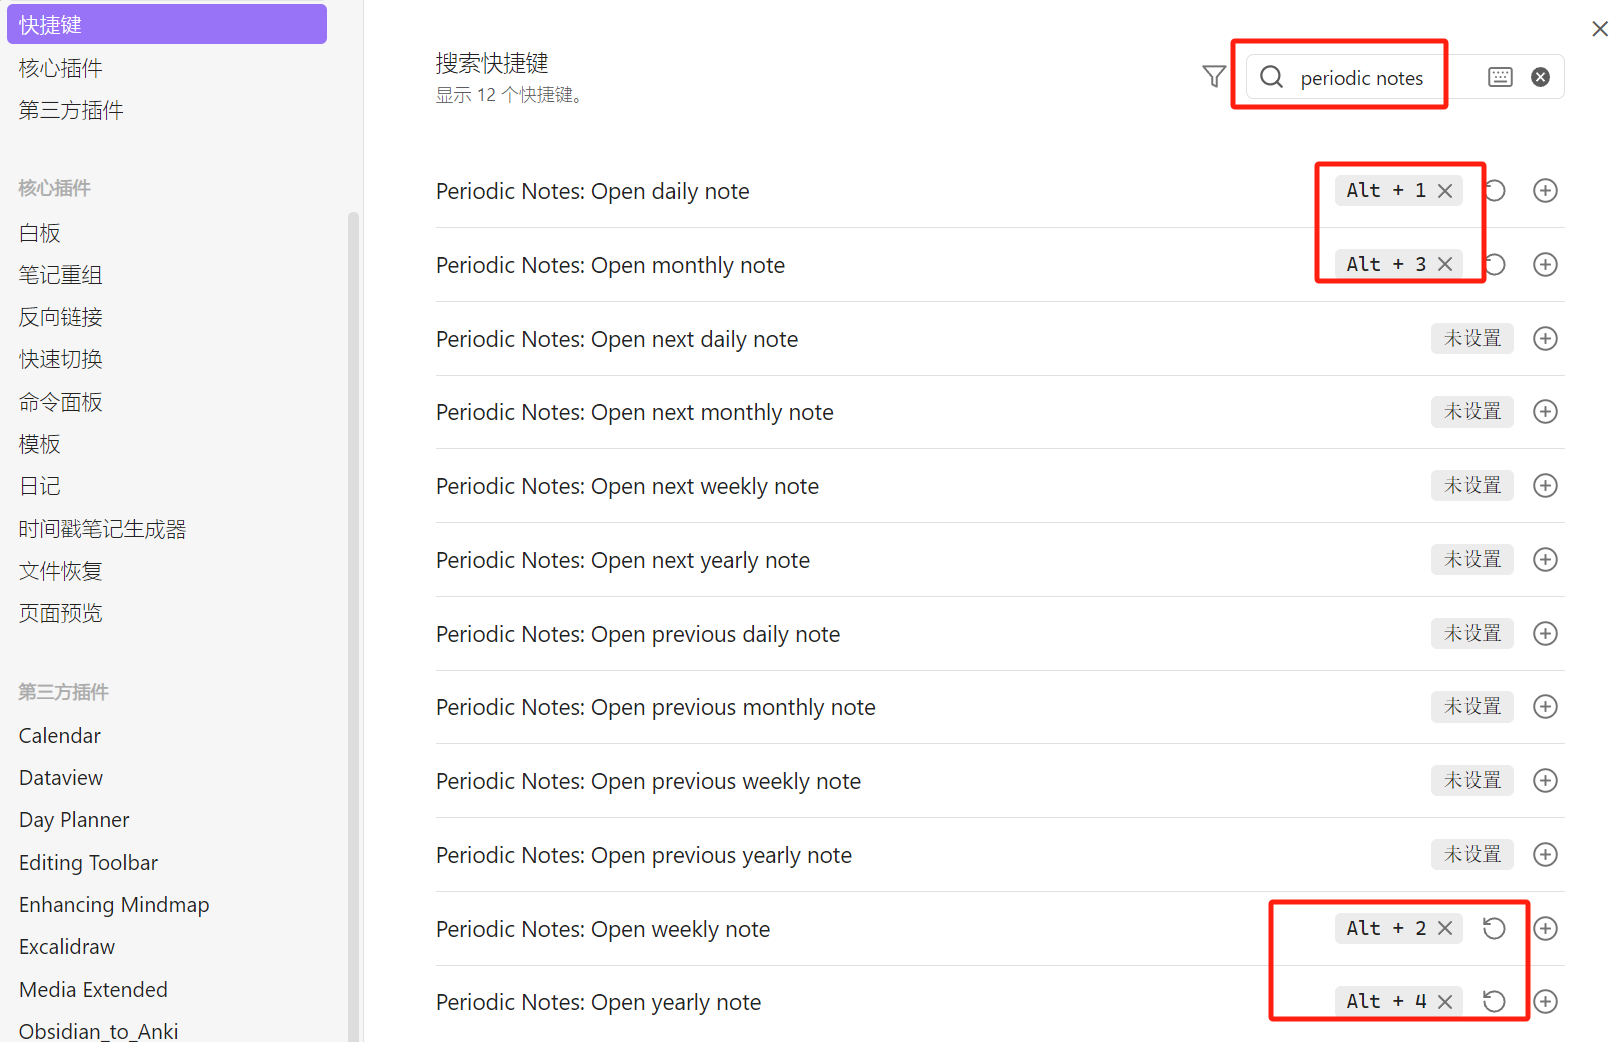 快捷键
核心插件
第三方插件
核心插件
白板
笔记重组
反向链接
快速切换
命令面板
模板
日记
时间戳笔记生成器
文件恢复
页面预览
第三方插件
Calendar
Dataview
Day Planner
Editing Toolbar
Enhancing Mindmap
Excalidraw
Media Extended
Obsidian_to_Anki
搜索快捷键
显示 12 个快捷键。
periodic notes
Periodic Notes: Open daily note Alt + 1
Periodic Notes: Open monthly note Alt + 3
Periodic Notes: Open next daily note 未设置
Periodic Notes: Open next monthly note 未设置
Periodic Notes: Open next weekly note 未设置
Periodic Notes: Open next yearly note 未设置
Periodic Notes: Open previous daily note 未设置
Periodic Notes: Open previous monthly note 未设置
Periodic Notes: Open previous weekly note 未设置
Periodic Notes: Open previous yearly note 未设置
Periodic Notes: Open weekly note Alt + 2
Periodic Notes: Open yearly note Alt + 4